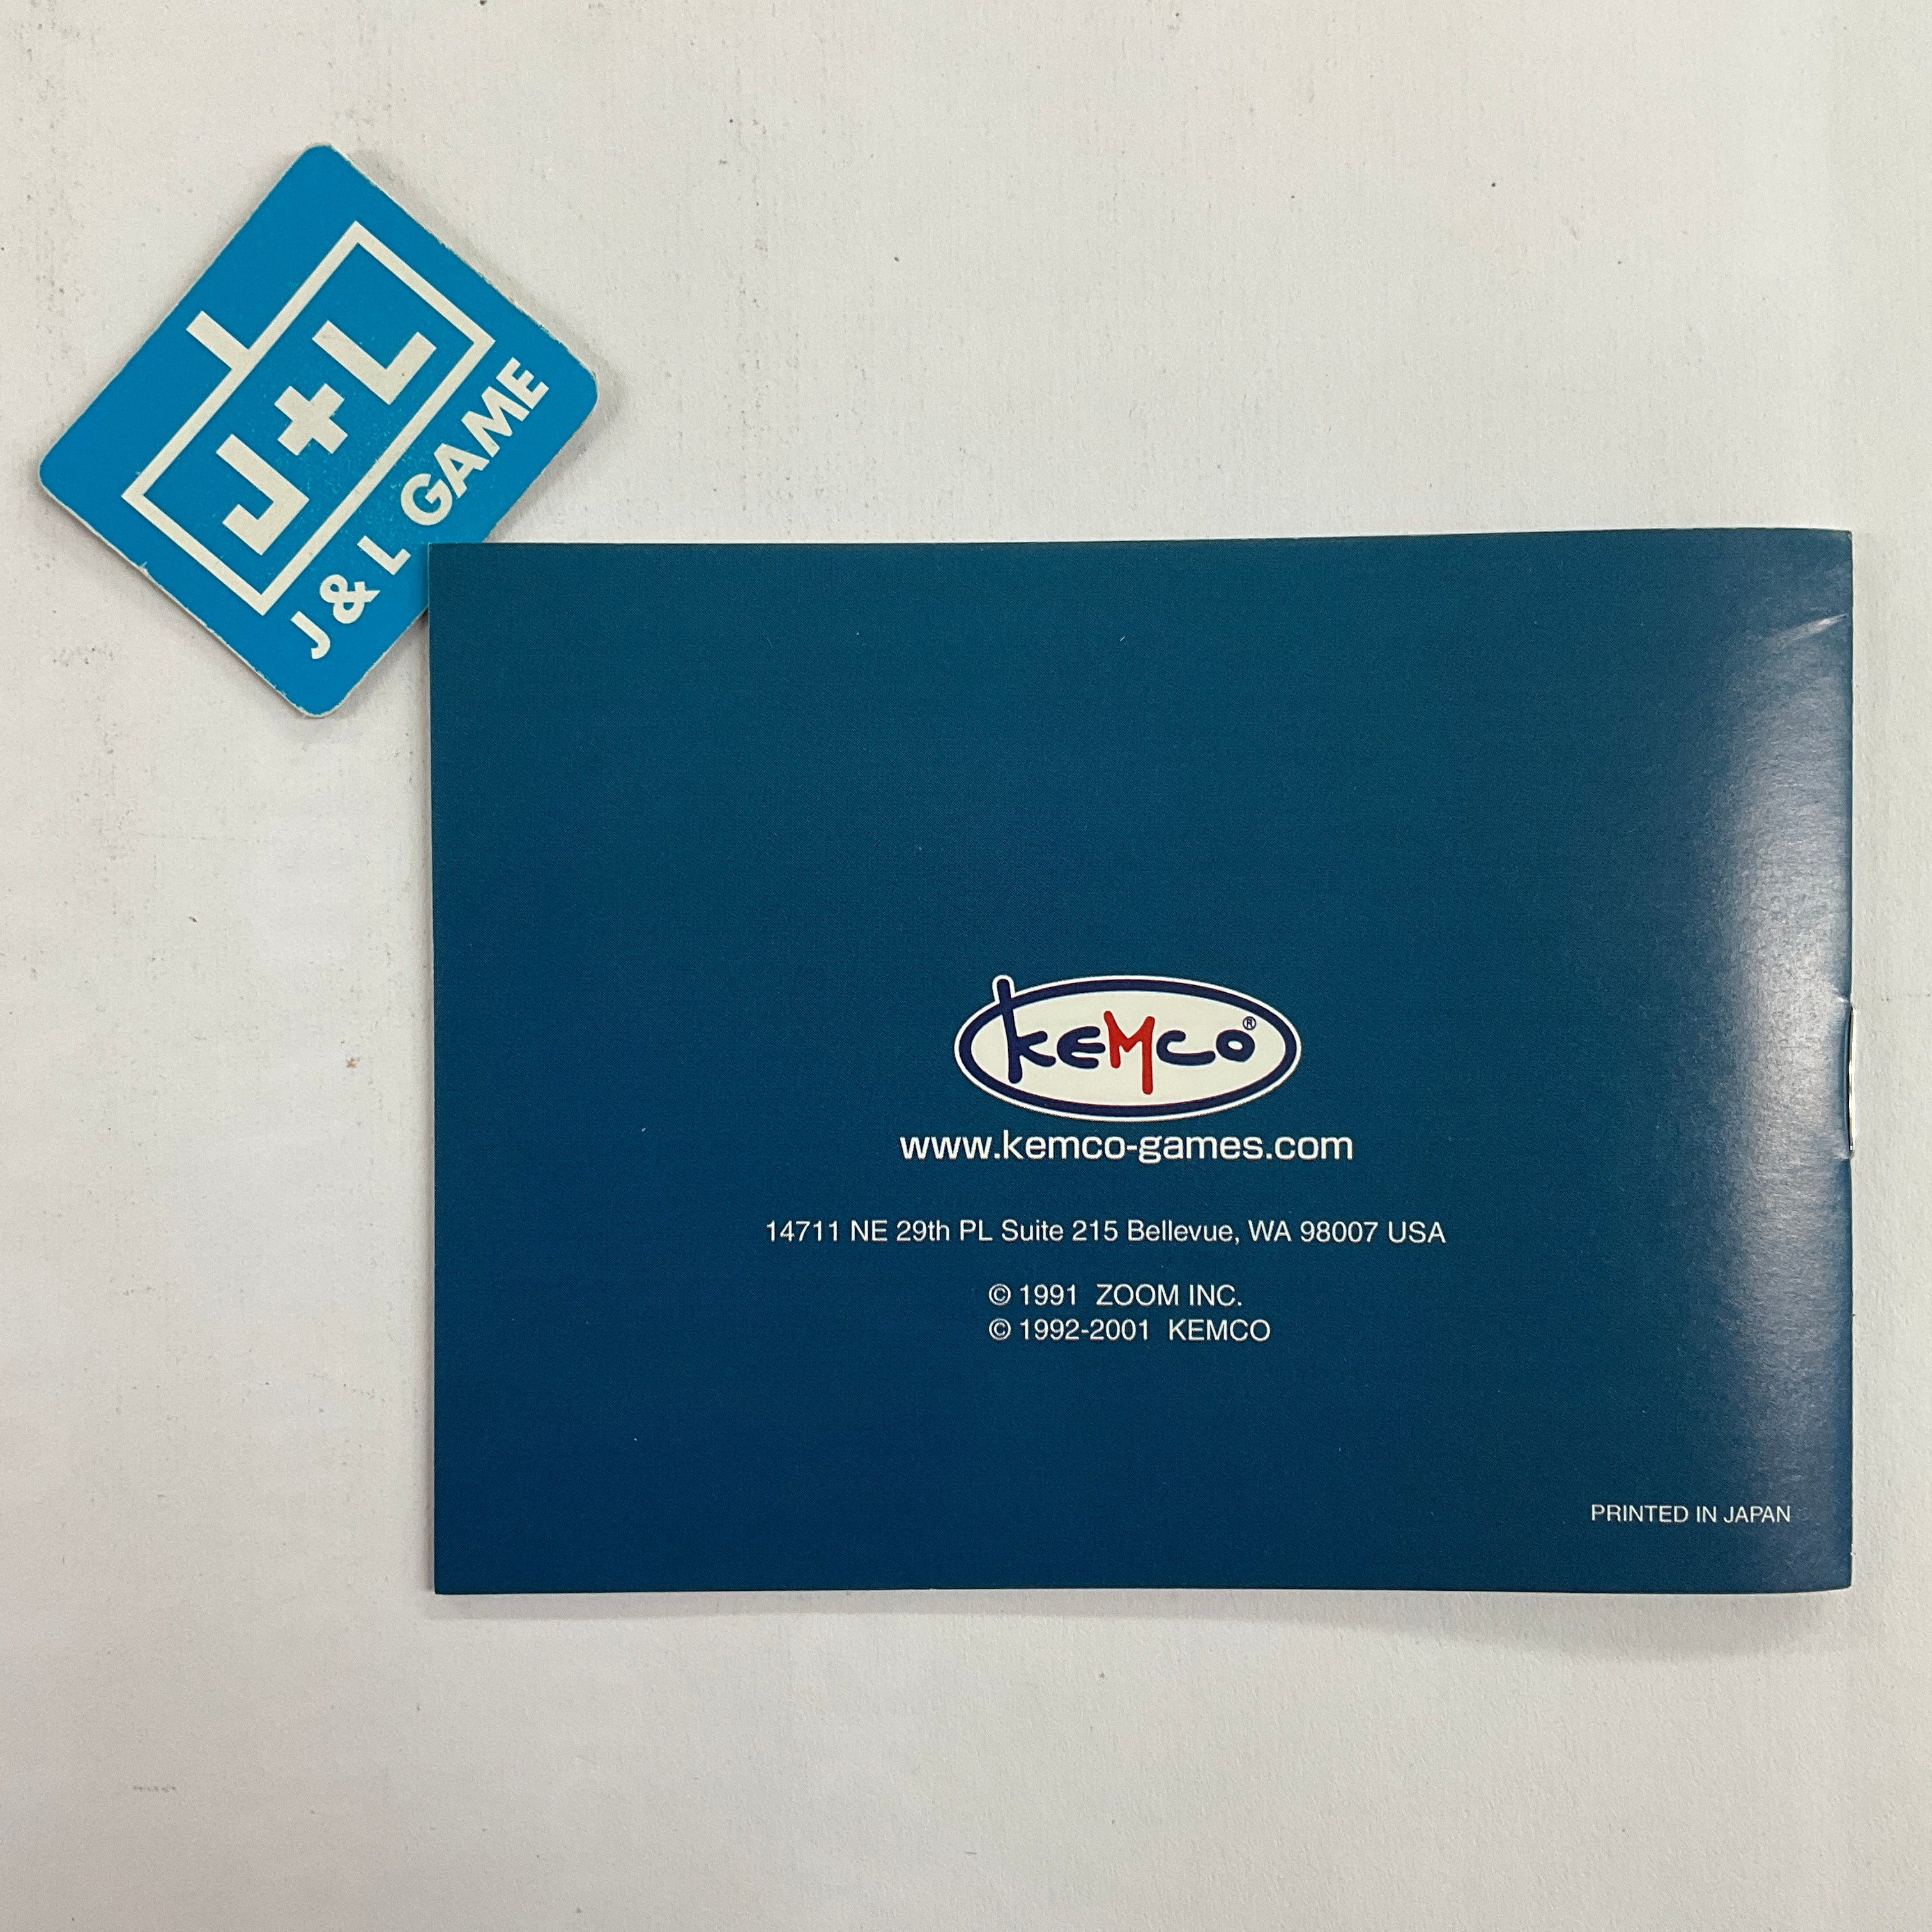 J+L
J & L GAME
KEMCO®
www.kemco-games.com
14711 NE 29th PL Suite 215 Bellevue, WA 98007 USA
© 1991 ZOOM INC.
© 1992-2001 KEMCO
PRINTED IN JAPAN